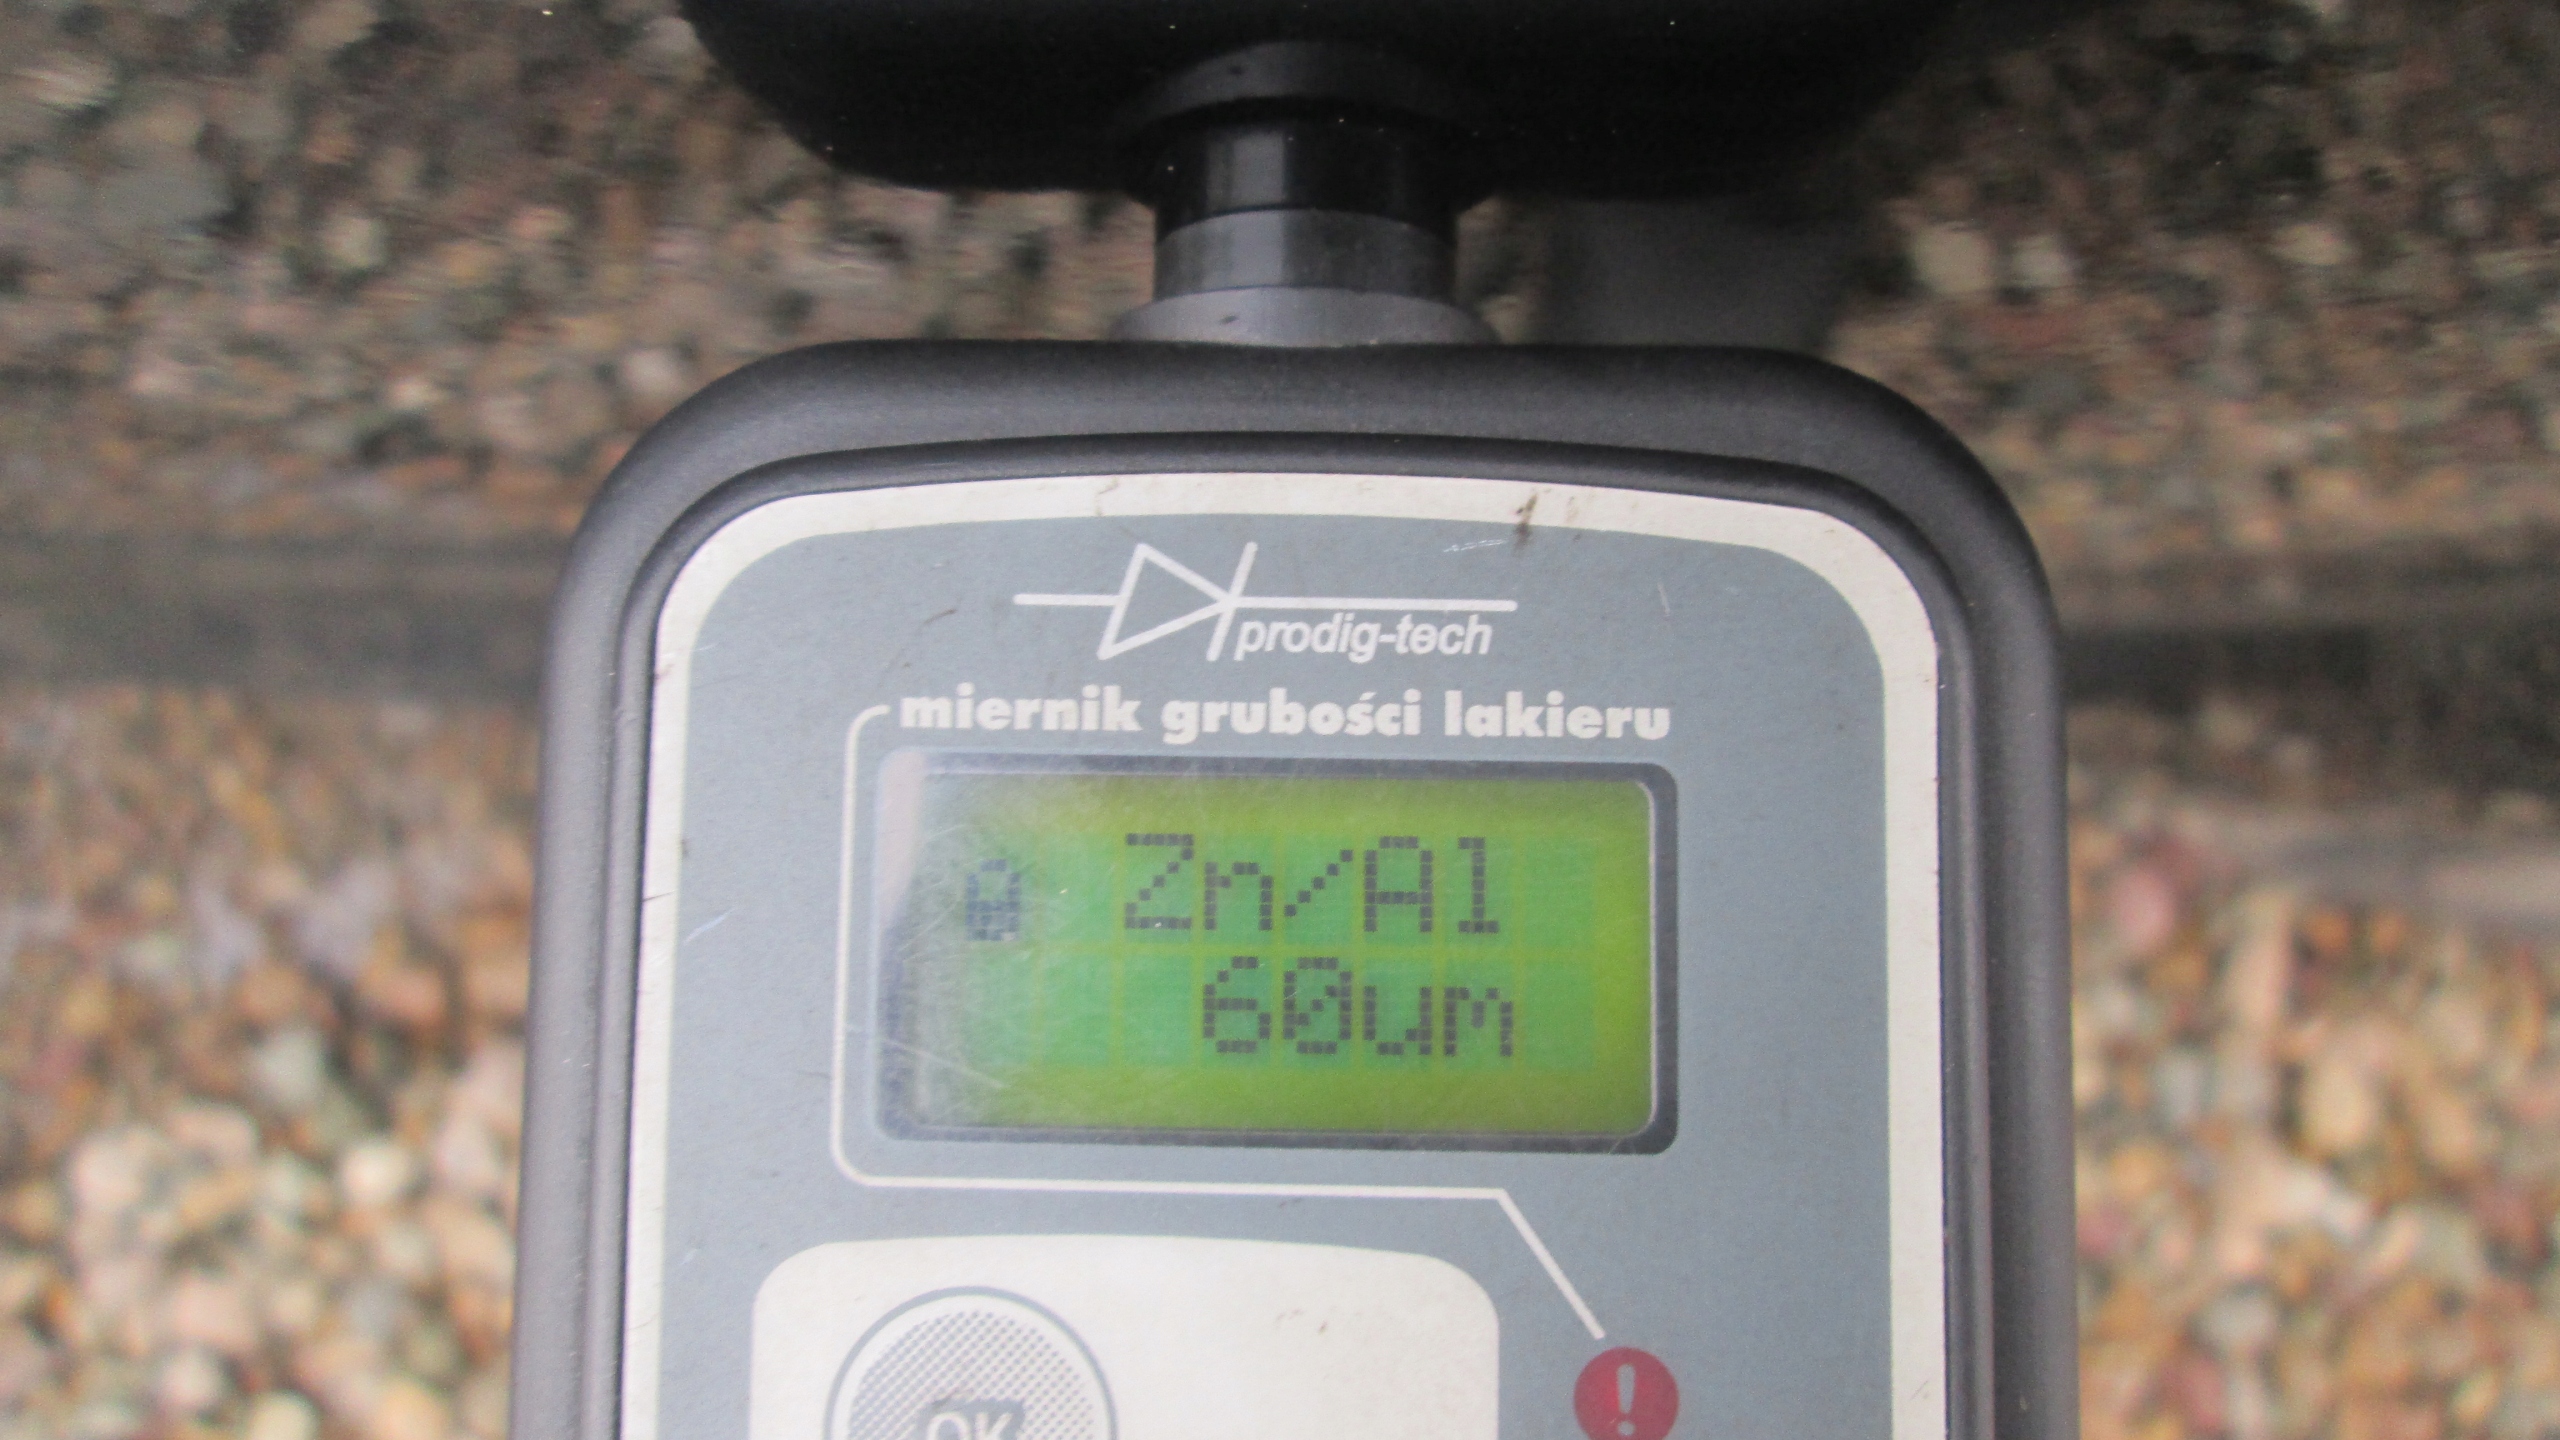 prodig-tech
miernik grubości lakieru
Zn/Al
60um
OK
!